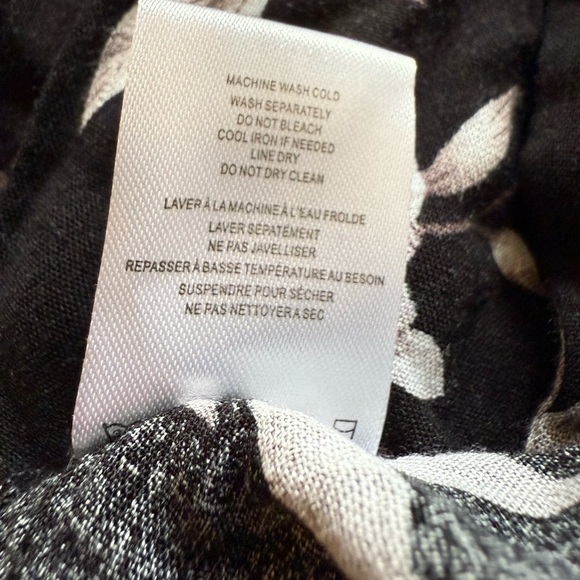 MACHINE WASH COLD
WASH SEPARATELY
DO NOT BLEACH
COOL IRON IF NEEDED
LINE DRY
DO NOT DRY CLEAN
LAVER À LA MACHINE À L'EAU FROLDE
LAVER SEPATÉMENT
NE PAS JAVELLISER
REPASSER À BASSE TEMPÉRATURE AU BESOIN
SUSPENDRE POUR SÉCHER
NE PAS NETTOYER A SEC